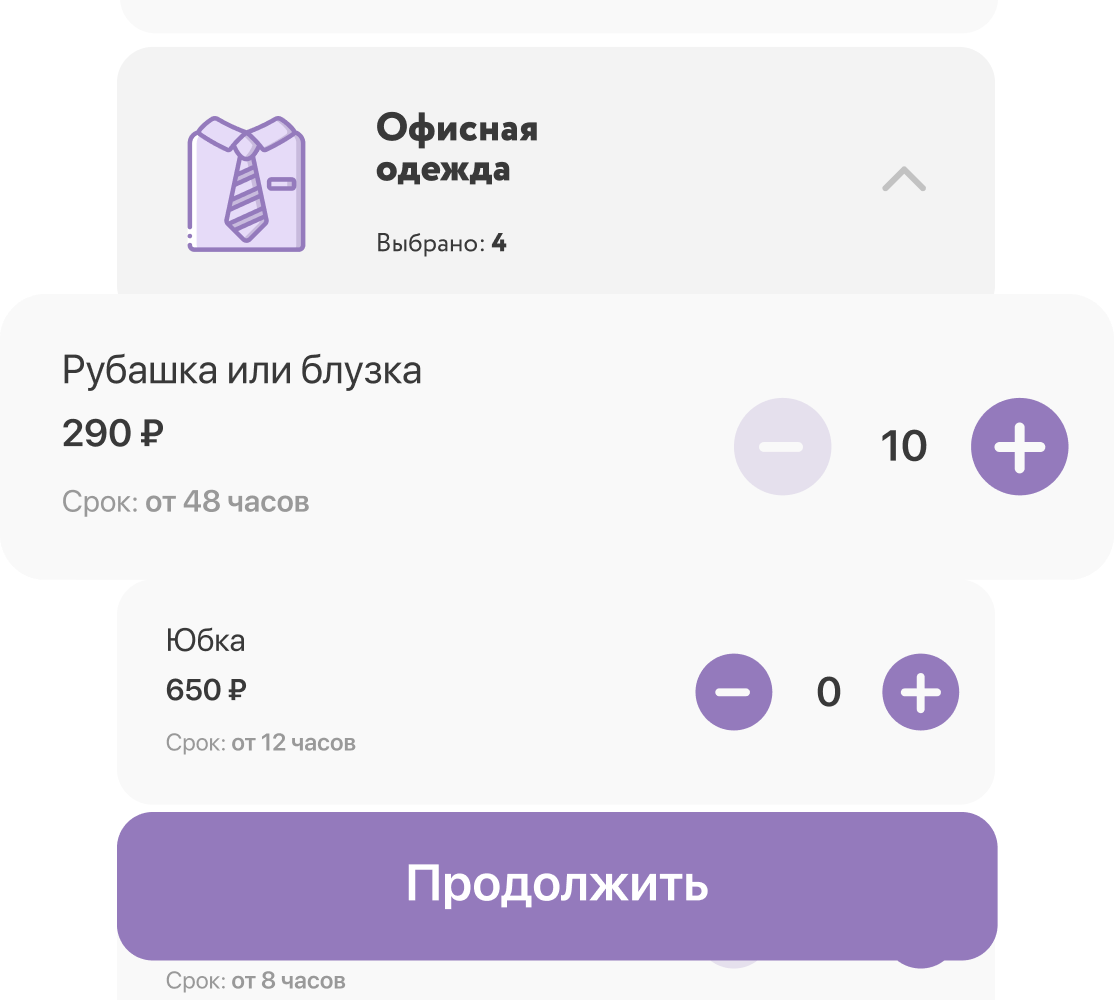 Офисная
одежда
Выбрано: 4
Рубашка или блузка
290 ₽
Срок: от 48 часов
10
Юбка
650 ₽
Срок: от 12 часов
0
Продолжить
Срок: от 8 часов